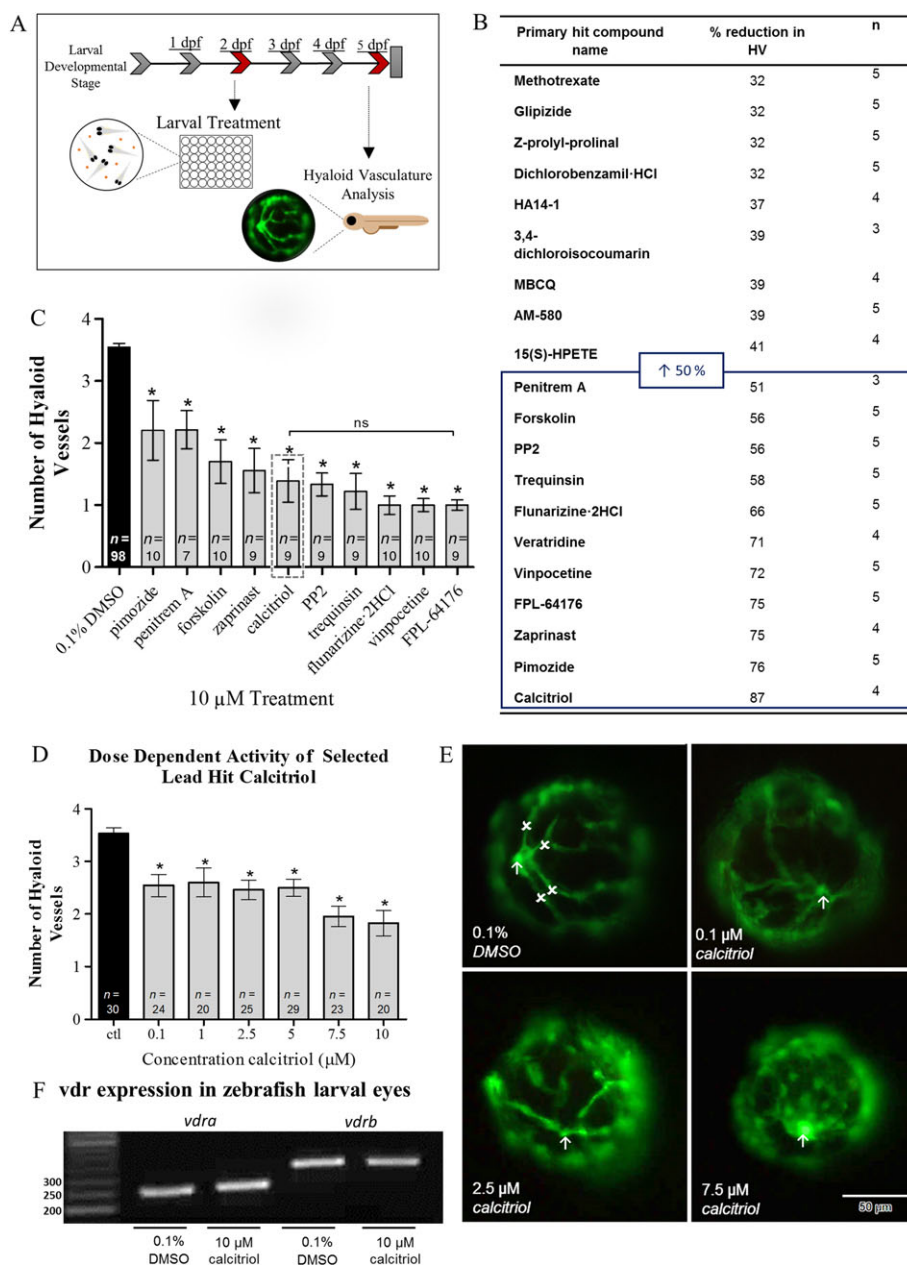 A
Larval
Developmental
Stage
1 dpf
2 dpf
3 dpf
4 dpf
5 dpf
Larval Treatment
Hyaloid Vasculature
Analysis
B
Primary hit compound
name
% reduction in
HV
n
Methotrexate 32 5
Glipizide 32 5
Z-prolyl-prolinal 32 5
Dichlorobenzamil·HCl 32 5
HA14-1 37 4
3,4-
dichloroisocoumarin 39 3
MBCQ 39 4
AM-580 39 5
15(S)-HPETE 41 4
↑ 50 %
Penitrem A 51 3
Forskolin 56 5
PP2 56 5
Trequinsin 58 5
Flunarizine·2HCl 66 5
Veratridine 71 4
Vinpocetine 72 5
FPL-64176 75 5
Zaprinast 75 4
Pimozide 76 5
Calcitriol 87 4
C
Number of Hyaloid
Vessels
4
3
2
1
0
* * * * * * * * * *
ns
n= 98
n= 10
n= 7
n= 10
n= 9
n= 9
n= 9
n= 9
n= 10
n= 10
n= 9
0.1% DMSO
pimozide
penitrem A
forskolin
zaprinast
calcitriol
PP2
trequinsin
flunarizine·2HCl
vinpocetine
FPL-64176
10 µM Treatment
D
Dose Dependent Activity of Selected
Lead Hit Calcitriol
Number of Hyaloid
Vessels
4
3
2
1
0
* * * * * *
n = 30
n = 24
n = 20
n = 25
n = 29
n = 23
n = 20
ctl 0.1 1 2.5 5 7.5 10
Concentration calcitriol (µM)
E
0.1%
DMSO
0.1 µM
calcitriol
2.5 µM
calcitriol
7.5 µM
calcitriol
50 µm
F
vdr expression in zebrafish larval eyes
vdra
vdrb
300
250
200
0.1%
DMSO
10 µM
calcitriol
0.1%
DMSO
10 µM
calcitriol